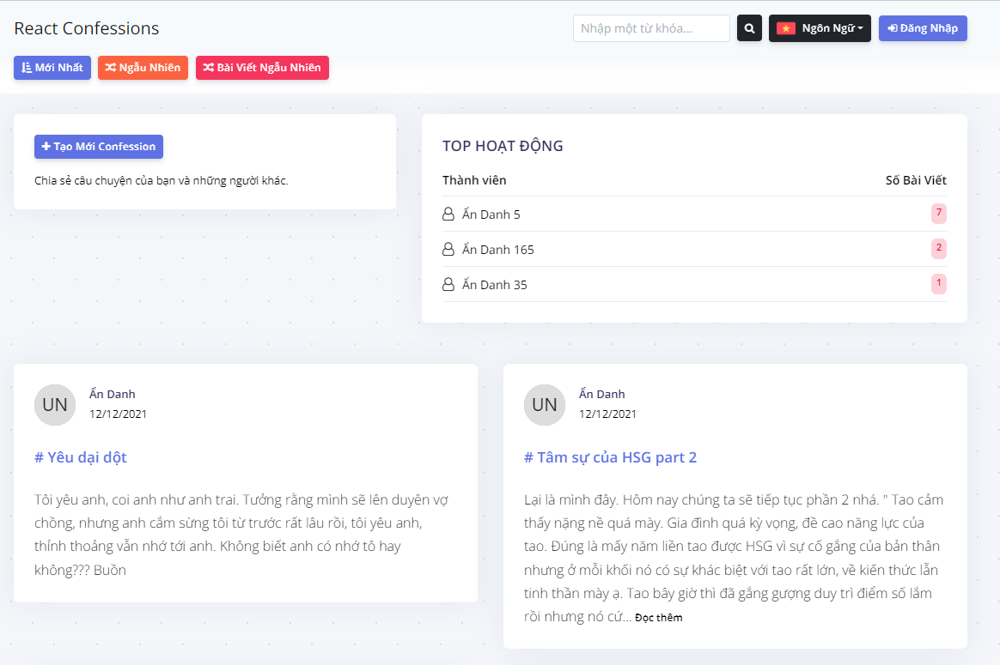 React Confessions
Nhập một từ khóa...
Ngôn Ngữ
Đăng Nhập
Mới Nhất
Ngẫu Nhiên
Bài Viết Ngẫu Nhiên
Tạo Mới Confession
Chia sẻ câu chuyện của bạn và những người khác.
TOP HOẠT ĐỘNG
Thành viên Số Bài Viết
Ẩn Danh 5 7
Ẩn Danh 165 2
Ẩn Danh 35 1
UN
Ẩn Danh
12/12/2021
# Yêu dại dột
Tôi yêu anh, coi anh như anh trai. Tưởng rằng mình sẽ lên duyên vợ
chồng, nhưng anh cắm sừng tôi từ trước rất lâu rồi, tôi yêu anh,
thỉnh thoảng vẫn nhớ tới anh. Không biết anh có nhớ tô hay
không??? Buồn
UN
Ẩn Danh
12/12/2021
# Tâm sự của HSG part 2
Lại là mình đây. Hôm nay chúng ta sẽ tiếp tục phần 2 nhá. " Tao cảm
thấy nặng nề quá mày. Gia đình quá kỳ vọng, đề cao năng lực của
tao. Đúng là mấy năm liền tao được HSG vì sự cố gắng của bản thân
nhưng ở mỗi khối nó có sự khác biệt với tao rất lớn, về kiến thức lẫn
tinh thần mày ạ. Tao bây giờ thì đã gắng gượng duy trì điểm số lắm
rồi nhưng nó cứ... Đọc thêm